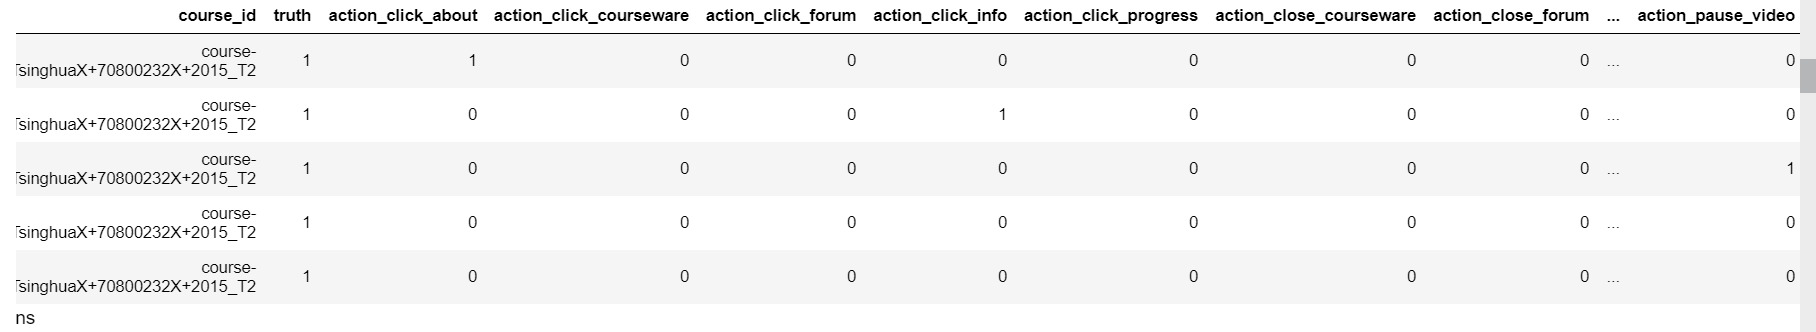 course_id truth action_click_about action_click_courseware action_click_forum action_click_info action_click_progress action_close_courseware action_close_forum ... action_pause_video
course-
TsinghuaX+70800232X+2015_T2 1 1 0 0 0 0 0 0 ... 0
course-
TsinghuaX+70800232X+2015_T2 1 0 0 0 1 0 0 0 ... 0
course-
TsinghuaX+70800232X+2015_T2 1 0 0 0 0 0 0 0 ... 1
course-
TsinghuaX+70800232X+2015_T2 1 0 0 0 0 0 0 0 ... 0
course-
TsinghuaX+70800232X+2015_T2 1 0 0 0 0 0 0 0 ... 0
ns